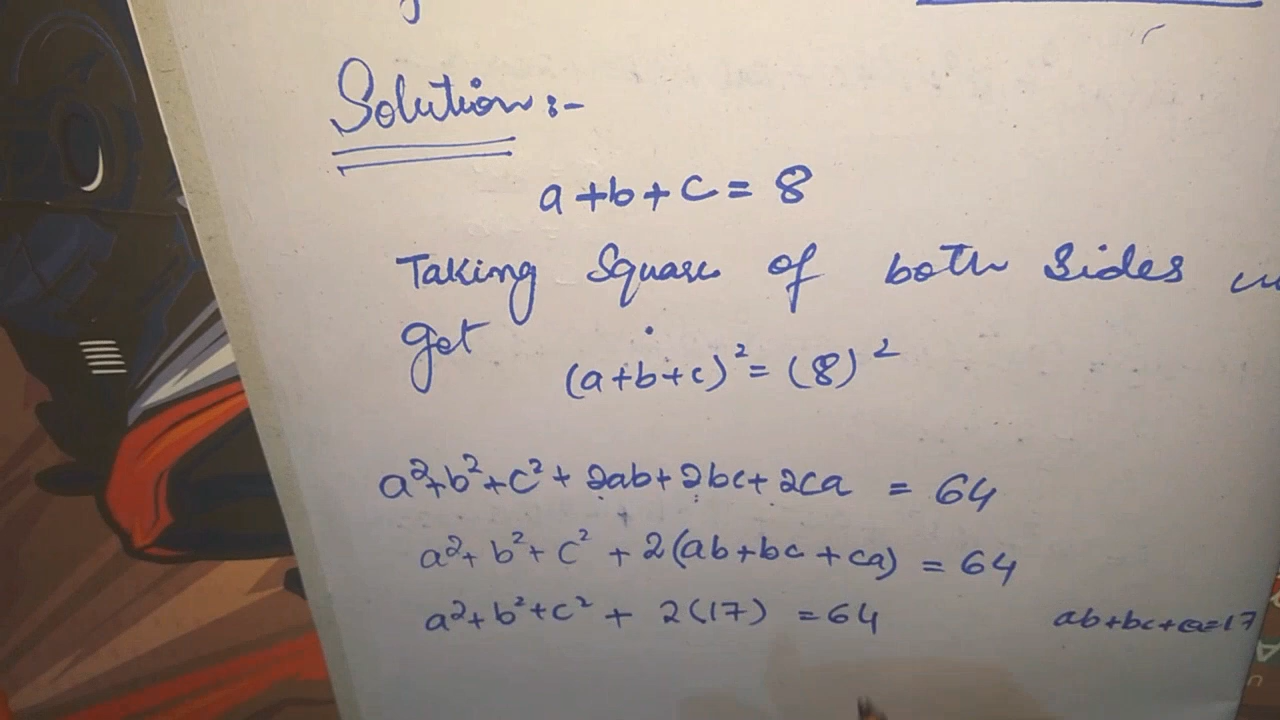 Solution :-
a+b+c = 8
Taking Square of both Sides
get
(a+b+c)² = (8)²
a²+b²+c²+ 2ab+2bc+2ca = 64
a²+ b²+ c² + 2(ab+bc +ca) = 64
a²+b²+c² + 2(17) = 64
ab+bc+ca=17